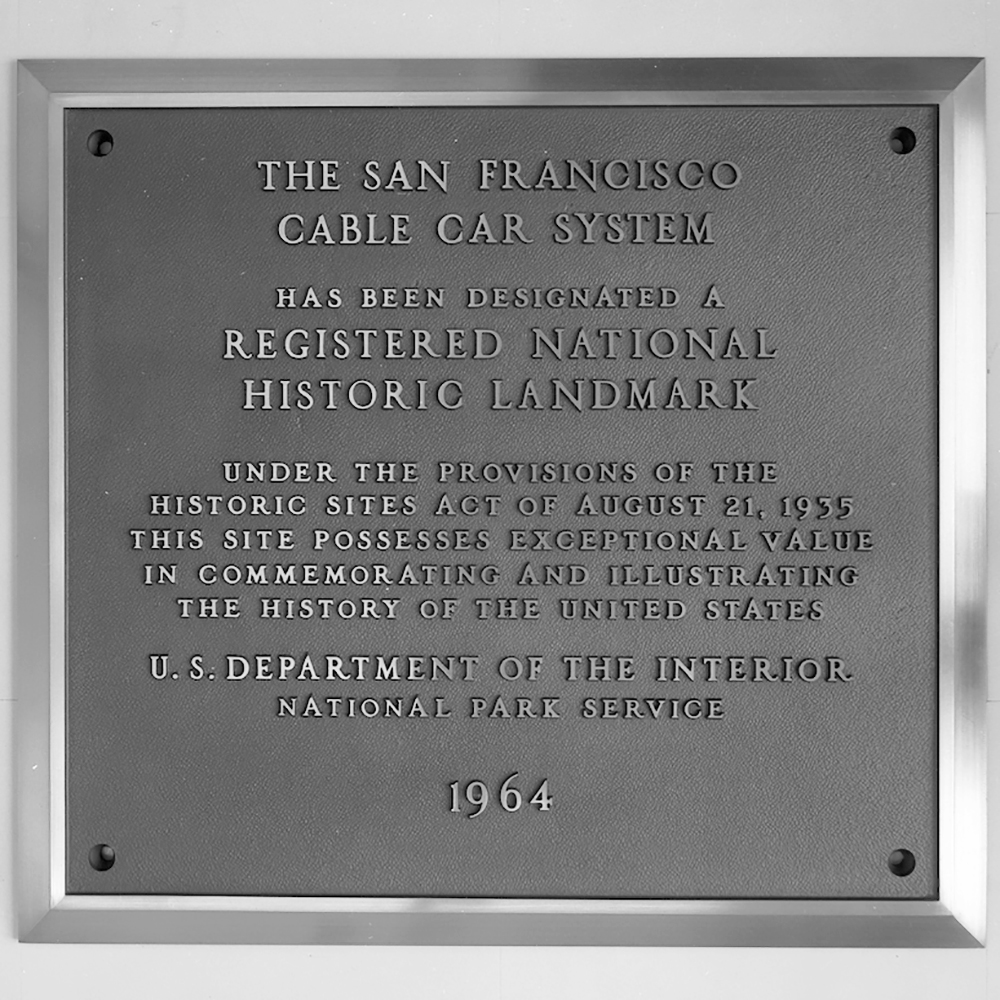 THE SAN FRANCISCO
CABLE CAR SYSTEM
HAS BEEN DESIGNATED A
REGISTERED NATIONAL
HISTORIC LANDMARK
UNDER THE PROVISIONS OF THE
HISTORIC SITES ACT OF AUGUST 21, 1935
THIS SITE POSSESSES EXCEPTIONAL VALUE
IN COMMEMORATING AND ILLUSTRATING
THE HISTORY OF THE UNITED STATES
U. S. DEPARTMENT OF THE INTERIOR
NATIONAL PARK SERVICE
1964